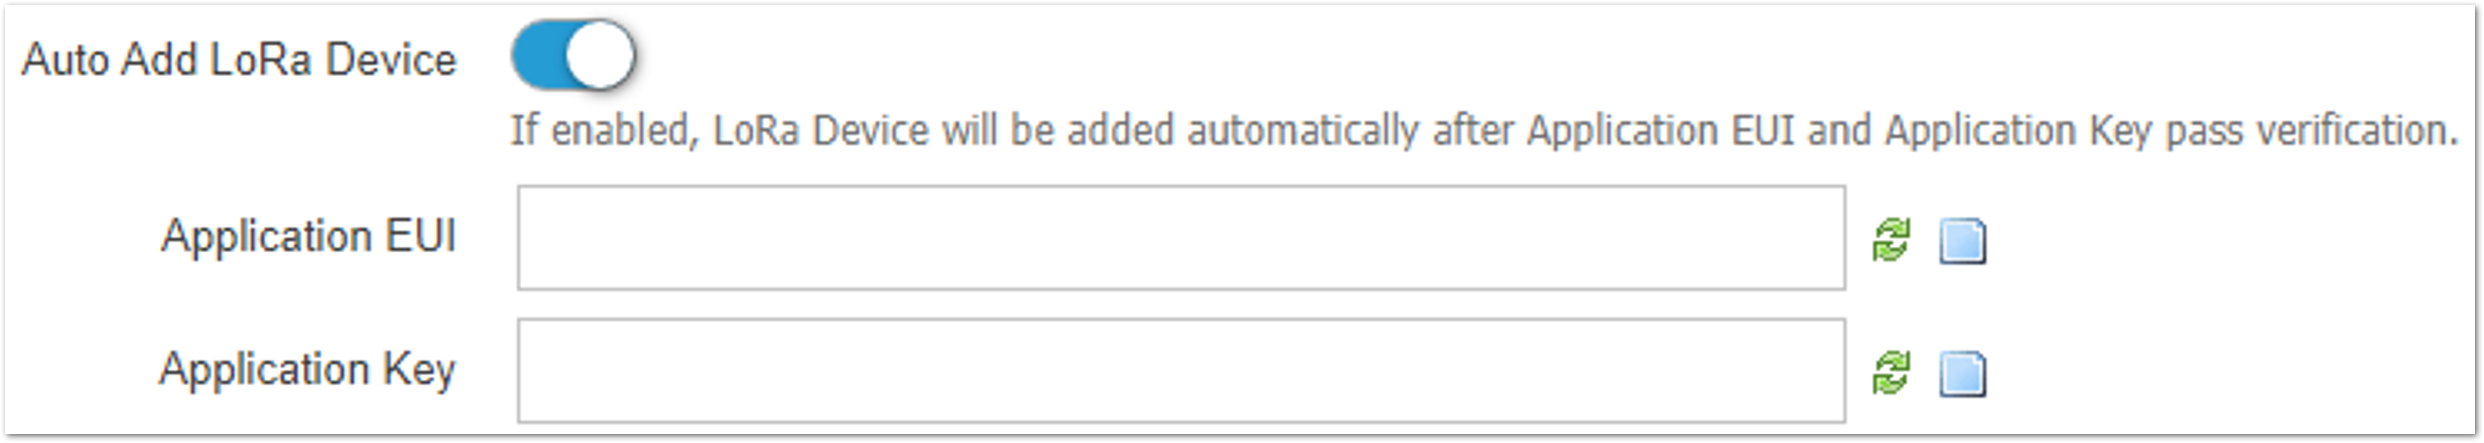 Auto Add LoRa Device
If enabled, LoRa Device will be added automatically after Application EUI and Application Key pass verification.
Application EUI
Application Key